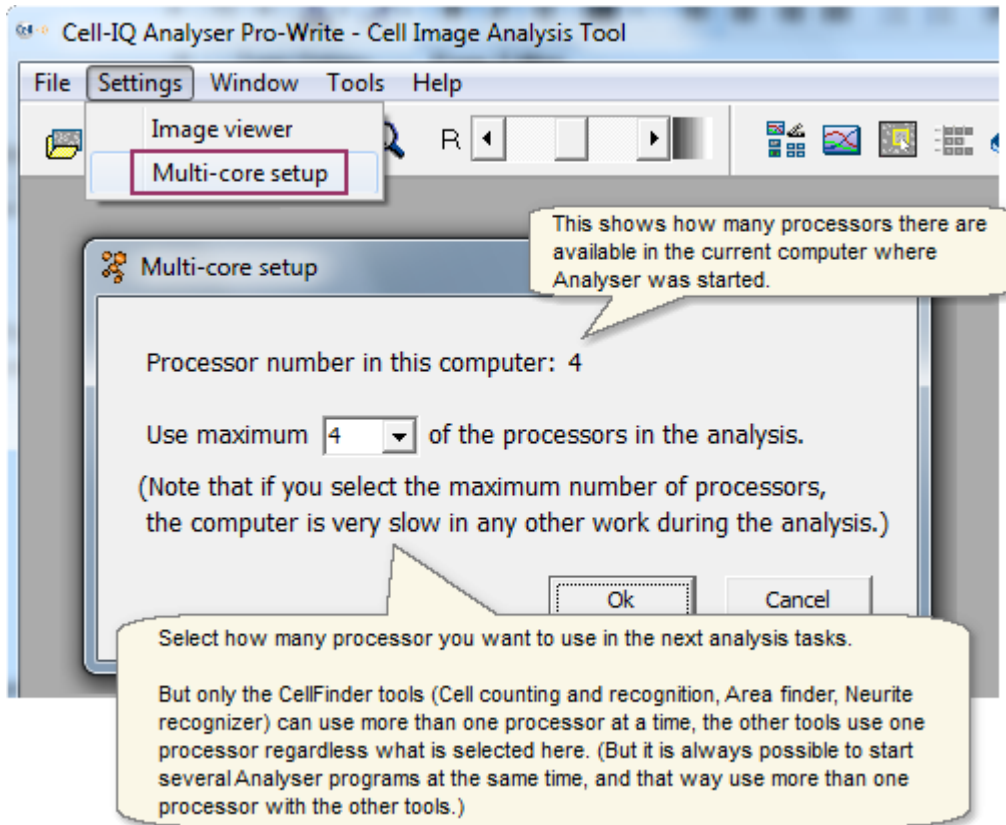 Cell-IQ Analyser Pro-Write - Cell Image Analysis Tool
File Settings Window Tools Help
Image viewer
R
Multi-core setup
This shows how many processors there are
available in the current computer where
Analyser was started.
Multi-core setup
Processor number in this computer: 4
Use maximum 4 of the processors in the analysis.
(Note that if you select the maximum number of processors,
the computer is very slow in any other work during the analysis.)
Ok Cancel
Select how many processor you want to use in the next analysis tasks.
But only the CellFinder tools (Cell counting and recognition, Area finder, Neurite
recognizer) can use more than one processor at a time, the other tools use one
processor regardless what is selected here. (But it is always possible to start
several Analyser programs at the same time, and that way use more than one
processor with the other tools.)